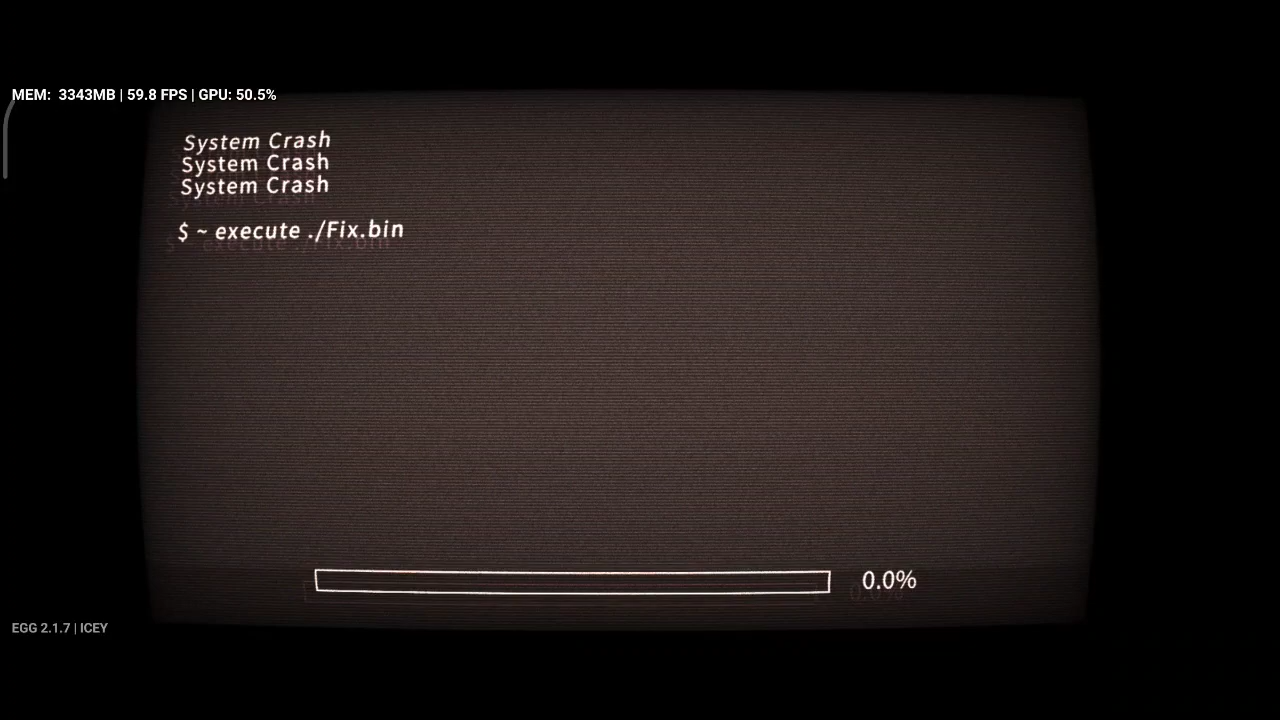 MEM: 3343MB | 59.8 FPS | GPU: 50.5%
System Crash
System Crash
System Crash
$ ~ execute ./Fix.bin
0.0%
EGG 2.1.7 | ICEY